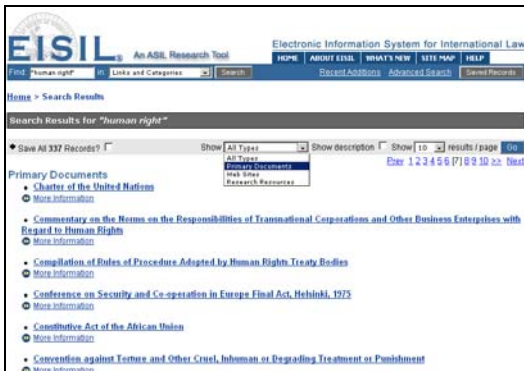 EISIL An ASIL Research Tool
Electronic Information System for International Law
HOME ABOUT EISIL WHAT'S NEW SITE MAP HELP
Find: "human right" in: Links and Categories Search Recent Additions Advanced Search Saved Records
Home > Search Results
Search Results for "human right"
Save All 337 Records? Show All Types Show description Show 10 results / page Go
All Types
Primary Documents
Web Sites
Research Resources
Prev 1 2 3 4 5 6 [7] 8 9 10 >> Next
Primary Documents
Charter of the United Nations
More Information
Commentary on the Norms on the Responsibilities of Transnational Corporations and Other Business Enterprises with
Regard to Human Rights
More Information
Compilation of Rules of Procedure Adopted by Human Rights Treaty Bodies
More Information
Conference on Security and Co-operation in Europe Final Act, Helsinki, 1975
More Information
Constitutive Act of the African Union
More Information
Convention against Torture and Other Cruel, Inhuman or Degrading Treatment or Punishment
More Information